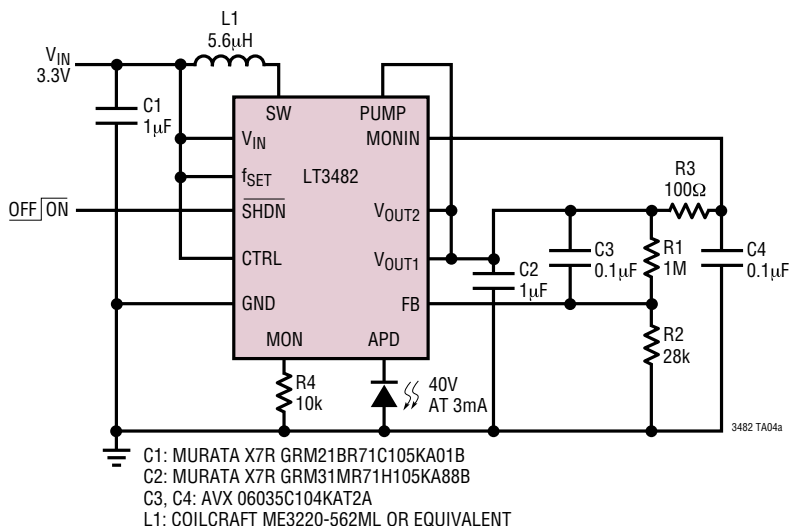 L1
5.6µH
VIN
3.3V
C1
1µF
SW
PUMP
VIN
MONIN
fSET
LT3482
R3
100Ω
OFF ON
SHDN
VOUT2
CTRL
VOUT1
C2
1µF
C3
0.1µF
R1
1M
C4
0.1µF
GND
FB
MON
APD
R2
28k
R4
10k
40V
AT 3mA
3482 TA04a
C1: MURATA X7R GRM21BR71C105KA01B
C2: MURATA X7R GRM31MR71H105KA88B
C3, C4: AVX 06035C104KAT2A
L1: COILCRAFT ME3220-562ML OR EQUIVALENT